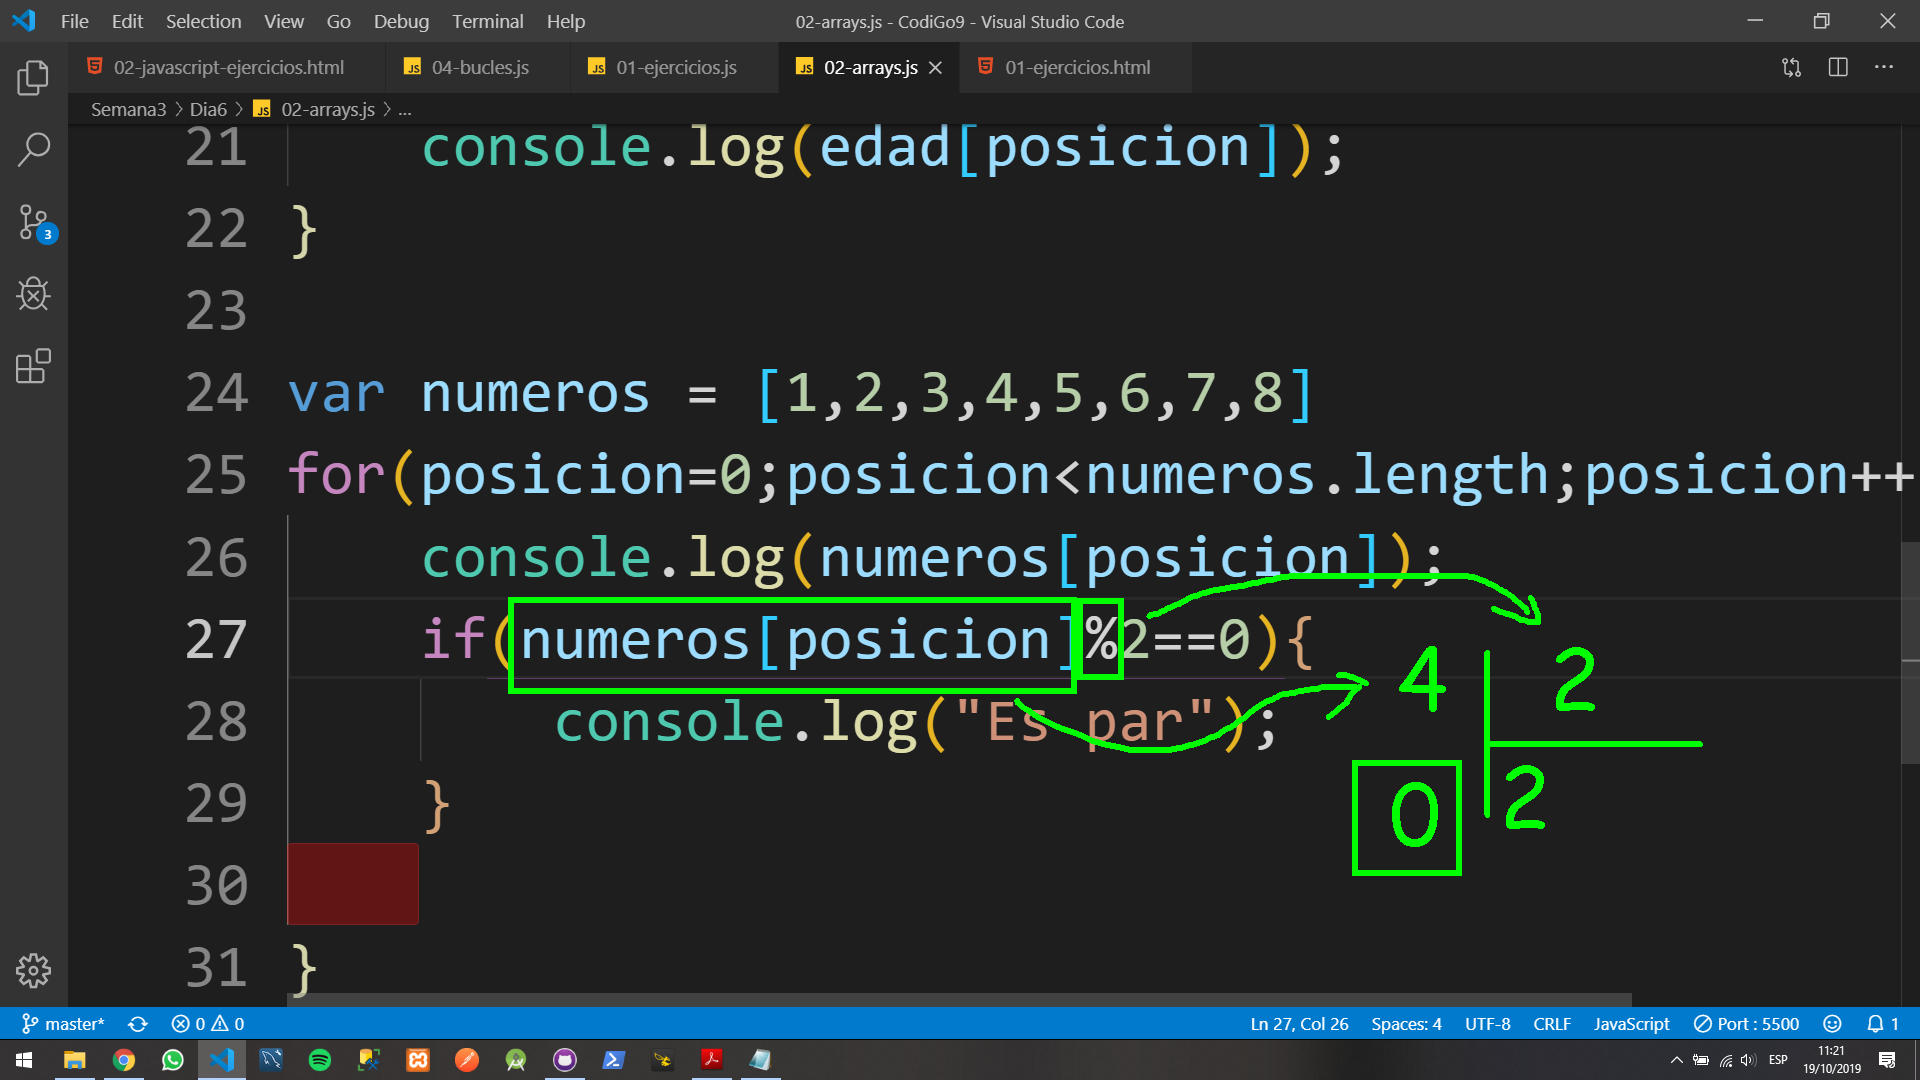 File Edit Selection View Go Debug Terminal Help
02-arrays.js - CodiGo9 - Visual Studio Code
02-javascript-ejercicios.html
04-bucles.js
01-ejercicios.js
02-arrays.js
01-ejercicios.html
Semana3 > Dia6 > JS 02-arrays.js > ...
21 console.log(edad[posicion]);
22 }
23
24 var numeros = [1,2,3,4,5,6,7,8]
25 for(posicion=0;posicion<numeros.length;posicion++
26 console.log(numeros[posicion]);
27 if(numeros[posicion]%2==0){
28 console.log("Es par");
29 }
30
31 }
4 2
0 2
3
master* 0 0 Ln 27, Col 26 Spaces: 4 UTF-8 CRLF JavaScript Port : 5500 1
ESP
11:21
19/10/2019